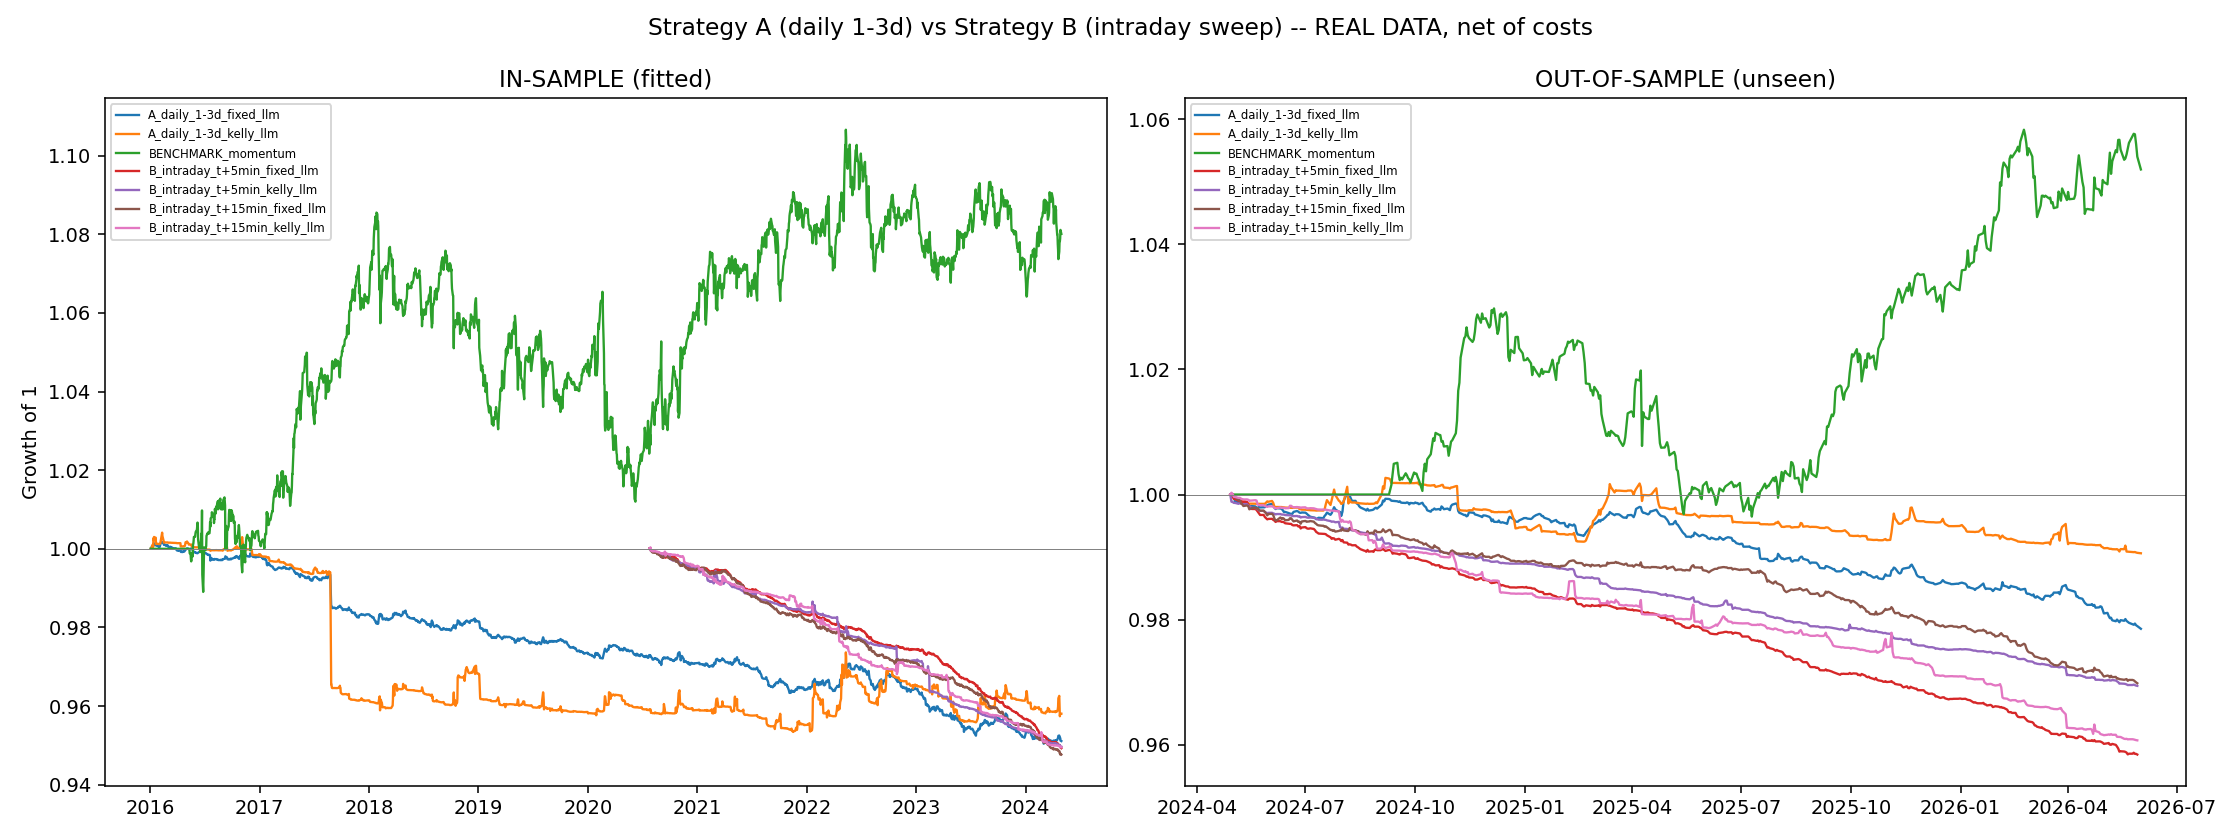 Strategy A (daily 1-3d) vs Strategy B (intraday sweep) -- REAL DATA, net of costs
IN-SAMPLE (fitted)
A_daily_1-3d_fixed_llm
A_daily_1-3d_kelly_llm
BENCHMARK_momentum
B_intraday_t+5min_fixed_llm
B_intraday_t+5min_kelly_llm
B_intraday_t+15min_fixed_llm
B_intraday_t+15min_kelly_llm
Growth of 1
1.10
1.08
1.06
1.04
1.02
1.00
0.98
0.96
0.94
2016 2017 2018 2019 2020 2021 2022 2023 2024
OUT-OF-SAMPLE (unseen)
A_daily_1-3d_fixed_llm
A_daily_1-3d_kelly_llm
BENCHMARK_momentum
B_intraday_t+5min_fixed_llm
B_intraday_t+5min_kelly_llm
B_intraday_t+15min_fixed_llm
B_intraday_t+15min_kelly_llm
1.06
1.04
1.02
1.00
0.98
0.96
2024-04 2024-07 2024-10 2025-01 2025-04 2025-07 2025-10 2026-01 2026-04 2026-07